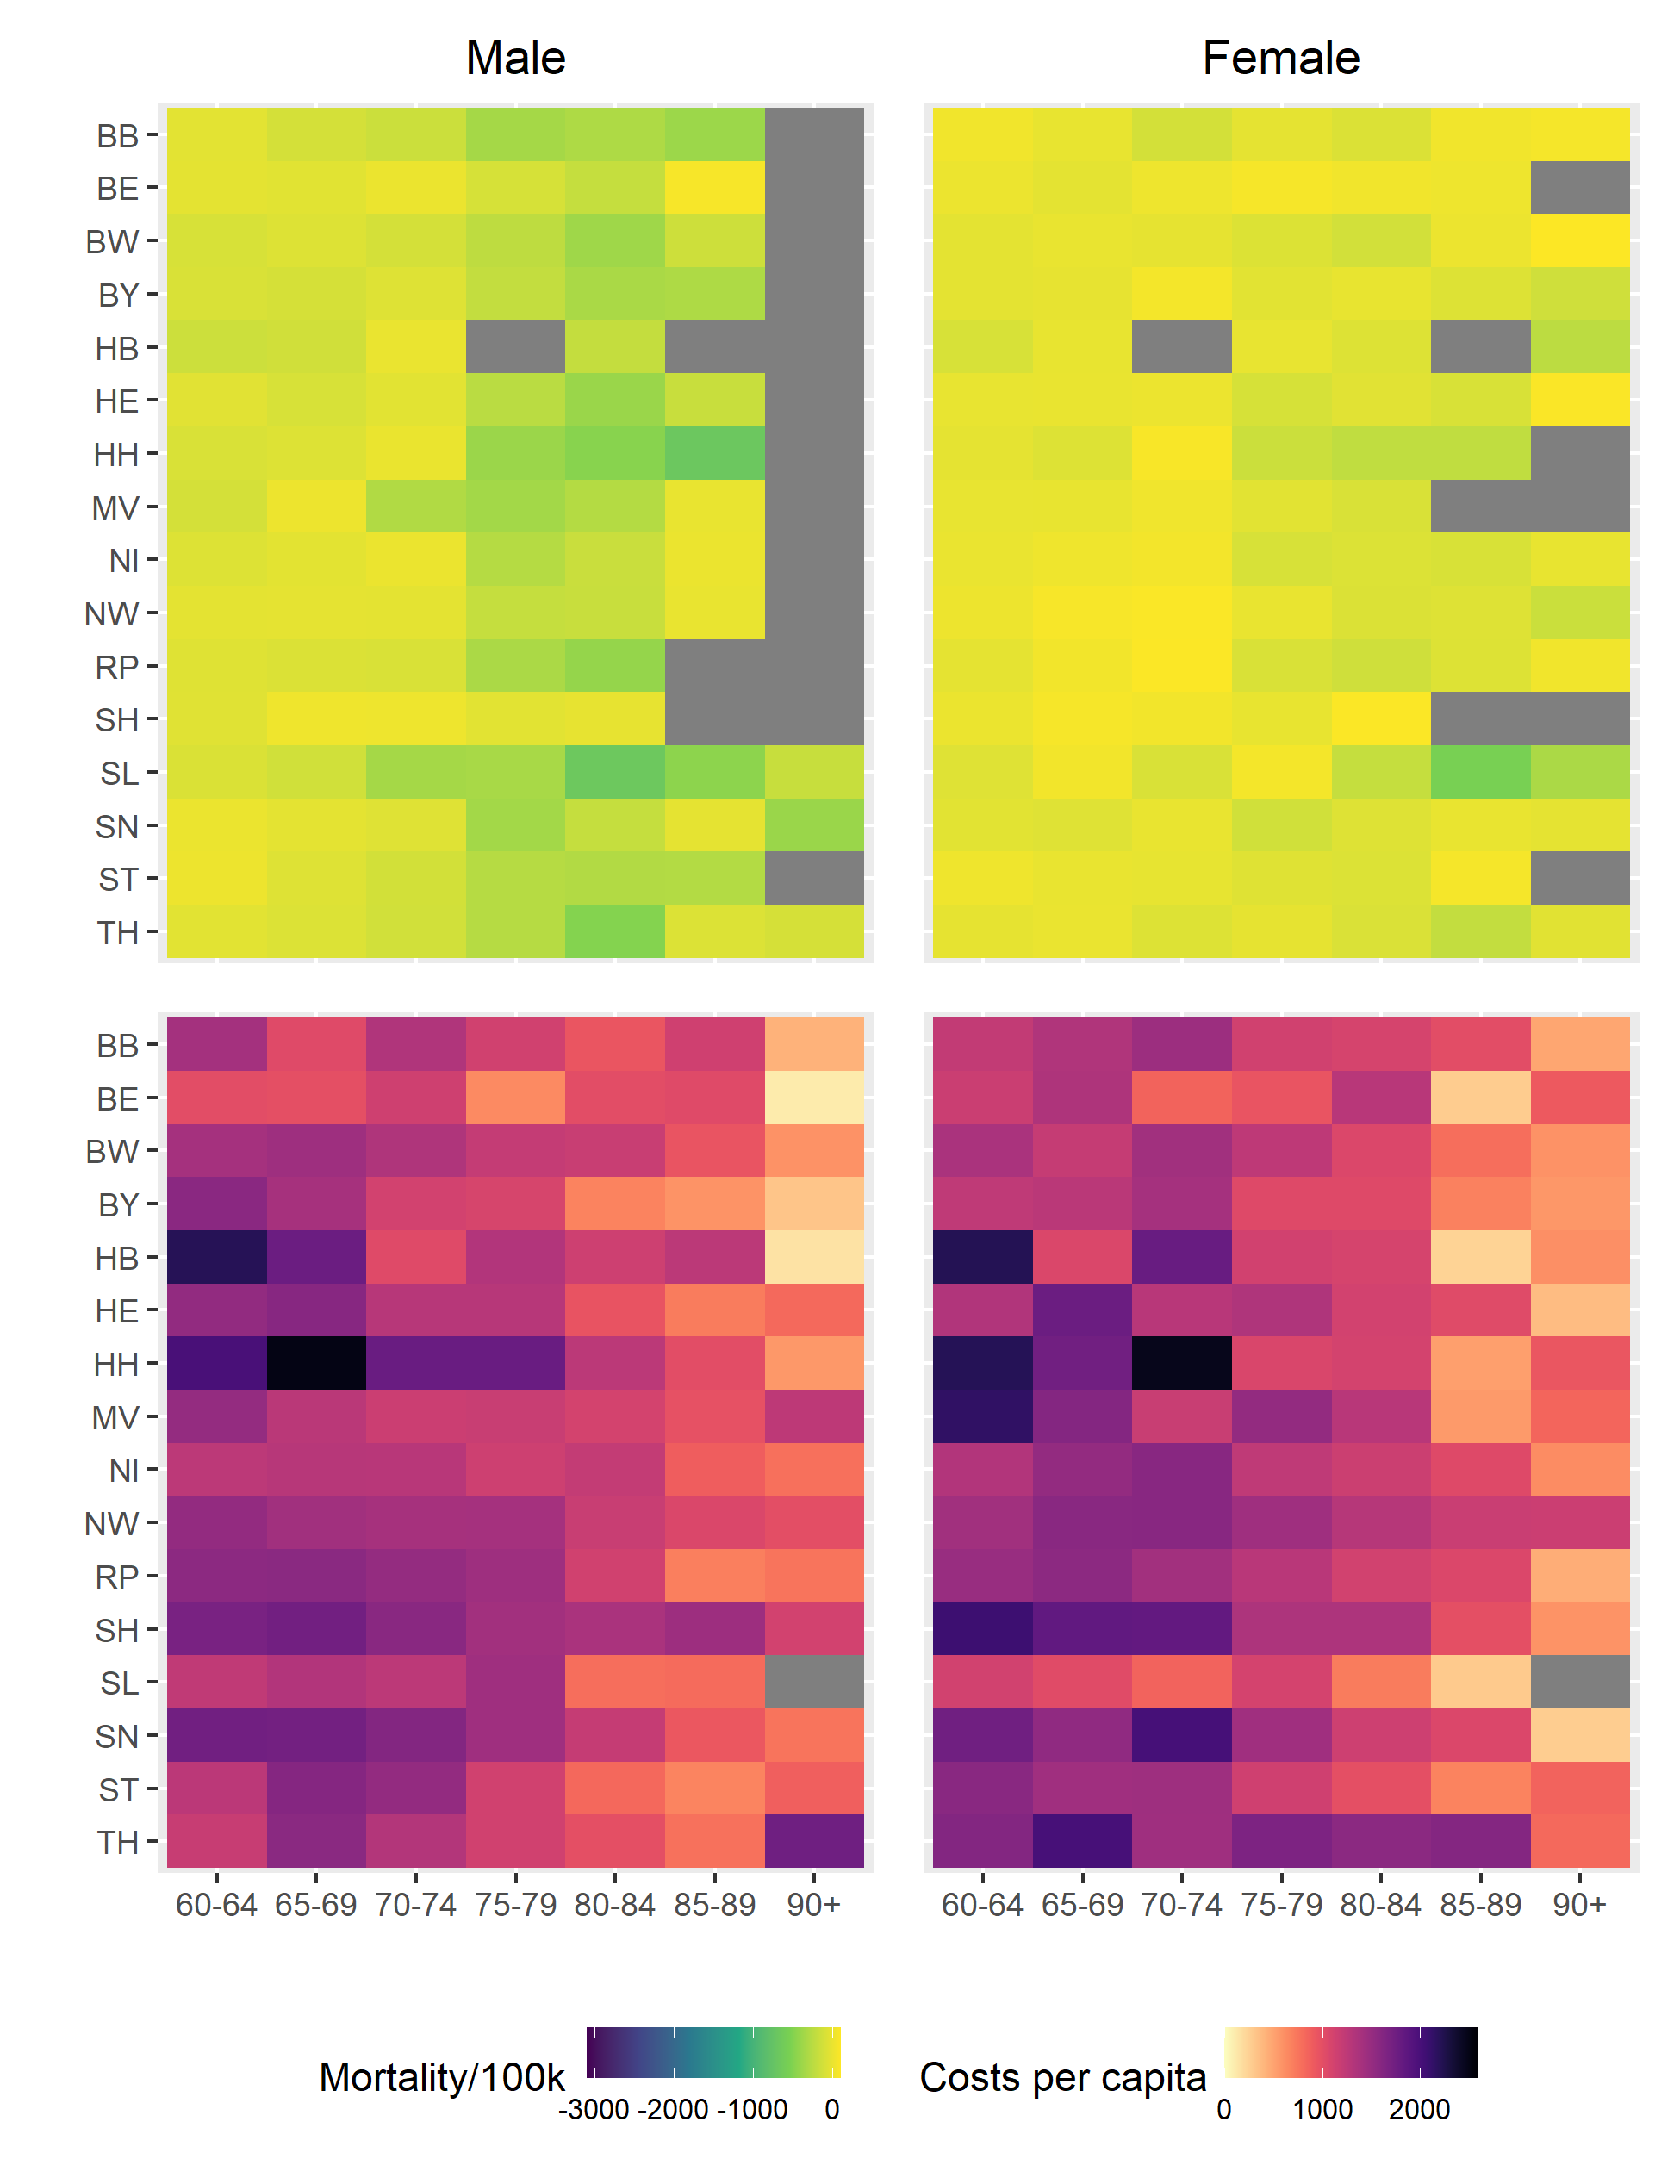 Male Female
BB
BE
BW
BY
HB
HE
HH
MV
NI
NW
RP
SH
SL
SN
ST
TH
BB
BE
BW
BY
HB
HE
HH
MV
NI
NW
RP
SH
SL
SN
ST
TH
60-64 65-69 70-74 75-79 80-84 85-89 90+ 60-64 65-69 70-74 75-79 80-84 85-89 90+
Mortality/100k Costs per capita
-3000 -2000 -1000 0 0 1000 2000